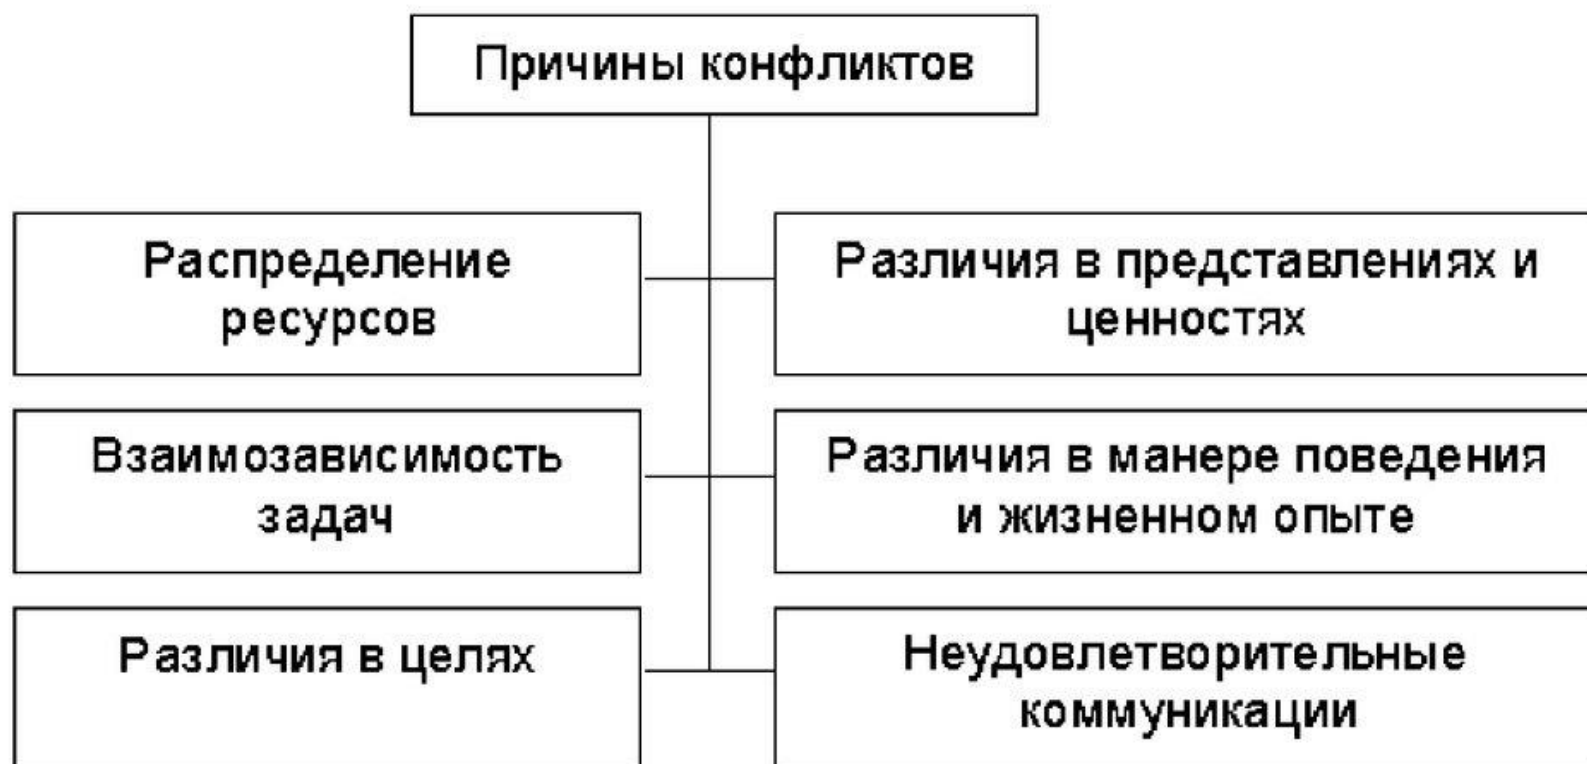 Причины конфликтов
Распределение
ресурсов
Различия в представлениях и
ценностях
Взаимозависимость
задач
Различия в манере поведения
и жизненном опыте
Различия в целях
Неудовлетворительные
коммуникации